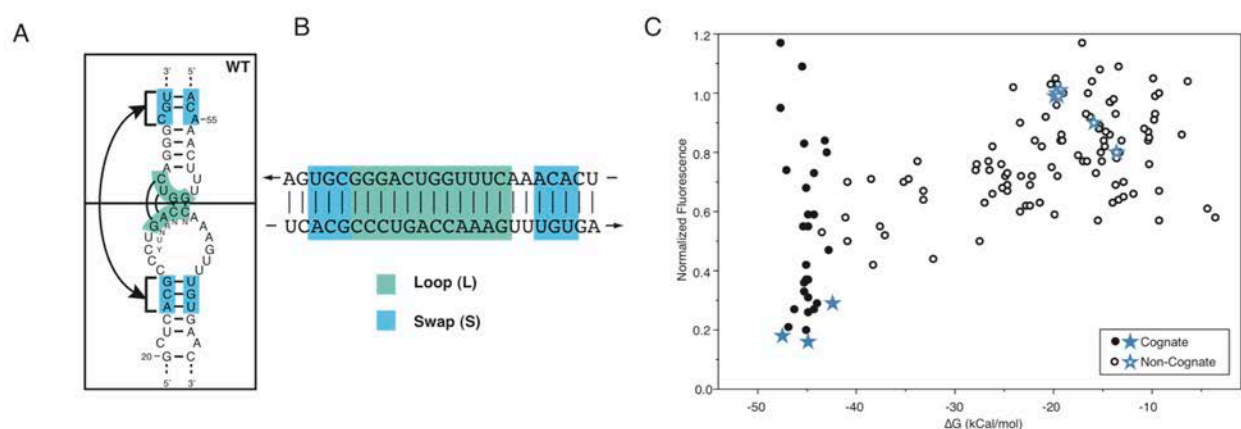 A
B
C
WT
3' 5'
U A
G C
C A -55
G C
A C
U G
20- G C
5' 3'
AGUGCGGGACUGGUUUCAAACACU
UCACGCCCUGACCAAAGUUUGUGA
Loop (L)
Swap (S)
Normalized Fluorescence
1.2
1.0
0.8
0.6
0.4
0.2
0.0
-50 -40 -30 -20 -10
ΔG (kCal/mol)
Cognate
Non-Cognate